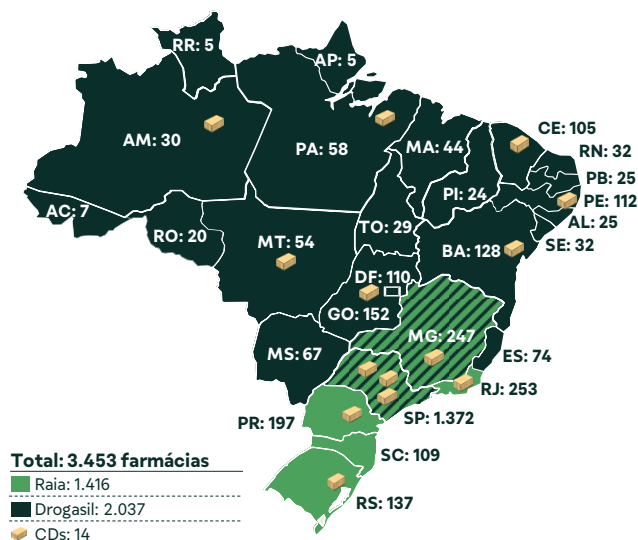 RR: 5
AP: 5
AM: 30
PA: 58
MA: 44
CE: 105
RN: 32
PB: 25
PE: 112
AL: 25
SE: 32
PI: 24
AC: 7
RO: 20
MT: 54
TO: 29
BA: 128
DF: 110
GO: 152
MG: 247
MS: 67
ES: 74
RJ: 253
SP: 1.372
PR: 197
SC: 109
RS: 137
Total: 3.453 farmácias
Raia: 1.416
Drogasil: 2.037
CDs: 14